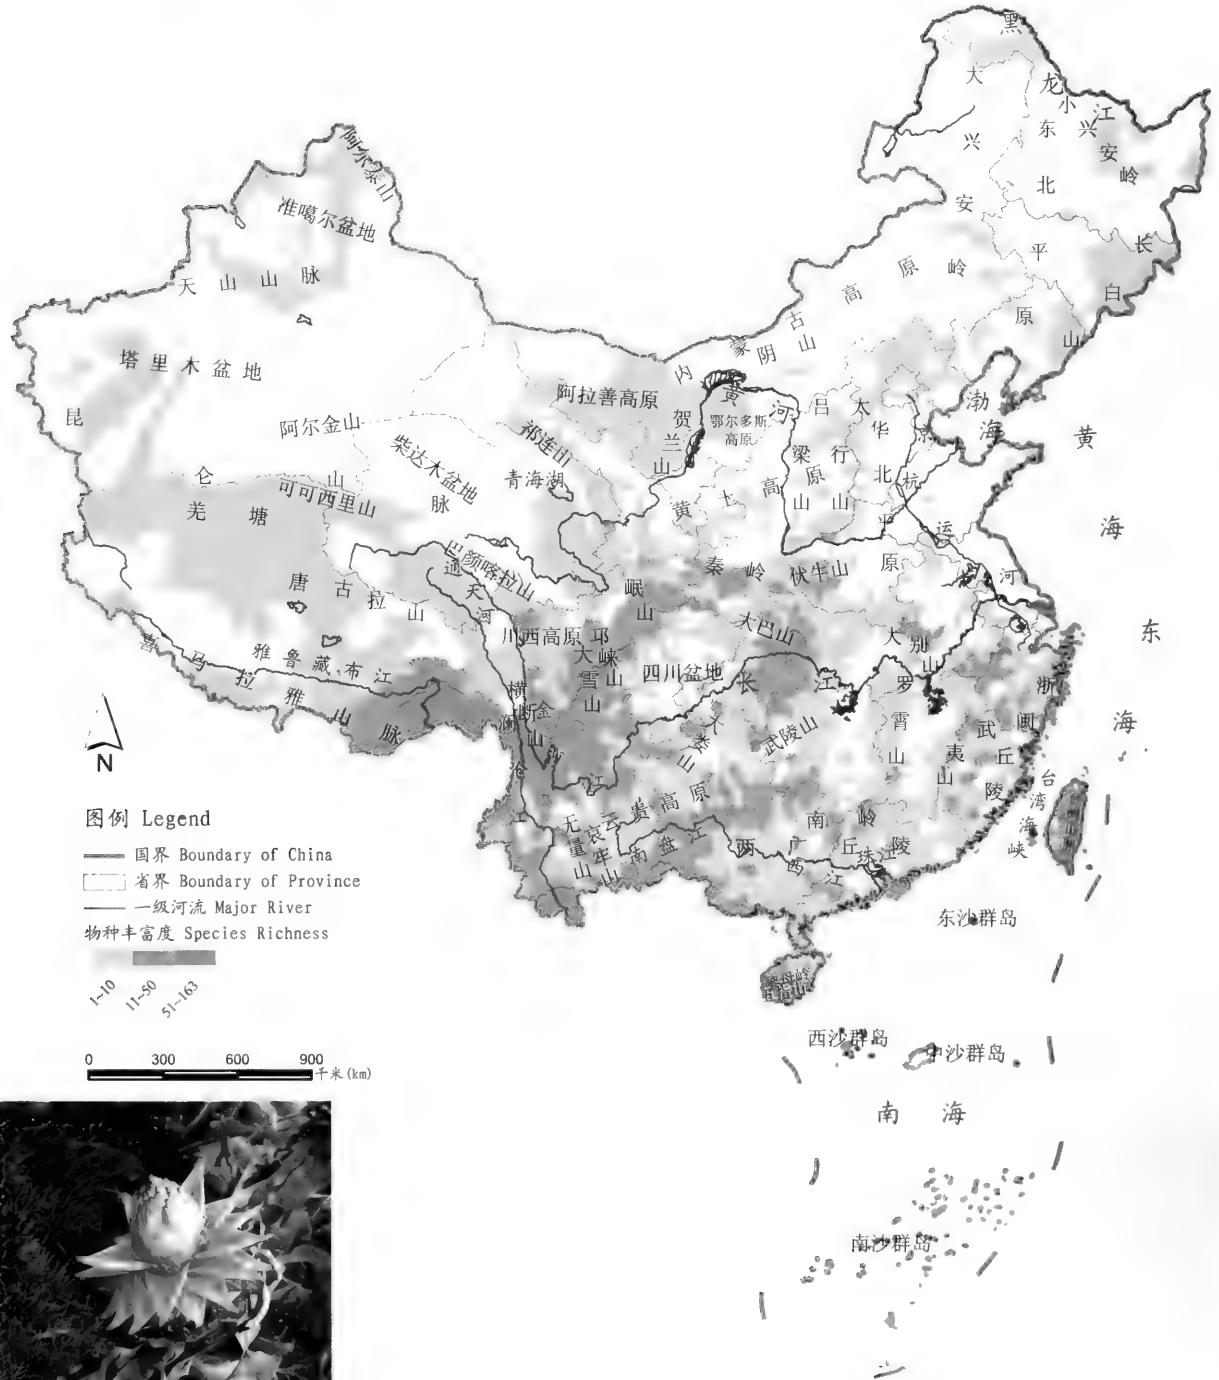 黑龙江
大兴安岭
小兴安岭
东北平原
长白山
阿尔泰山
准噶尔盆地
天山山脉
塔里木盆地
内蒙古高原
阴山
阿拉善高原
贺兰山
黄河
鄂尔多斯
高原
吕梁山
太行山
华北平原
京杭运河
渤海
黄海
昆仑山脉
阿尔金山
祁连山
柴达木盆地
青海湖
可可西里山
羌塘
黄土高原
秦岭
伏牛山
巴颜喀拉山
通天河
唐古拉山
岷山
大巴山
大别山
东海
川西高原
邛崃山
大雪山
四川盆地
长江
喜马拉雅山脉
雅鲁藏布江
横断山
金沙江
澜沧江
大娄山
武陵山
罗霄山
武夷山
浙闽丘陵
台湾海峡
云贵高原
无量山
哀牢山
南盘江
南岭
两广丘陵
珠江
西江
东沙群岛
黎母岭
五指山
西沙群岛
中沙群岛
南海
南沙群岛
N
图例 Legend
国界 Boundary of China
省界 Boundary of Province
一级河流 Major River
物种丰富度 Species Richness
1~10 11~50 51~163
0 300 600 900
千米(km)